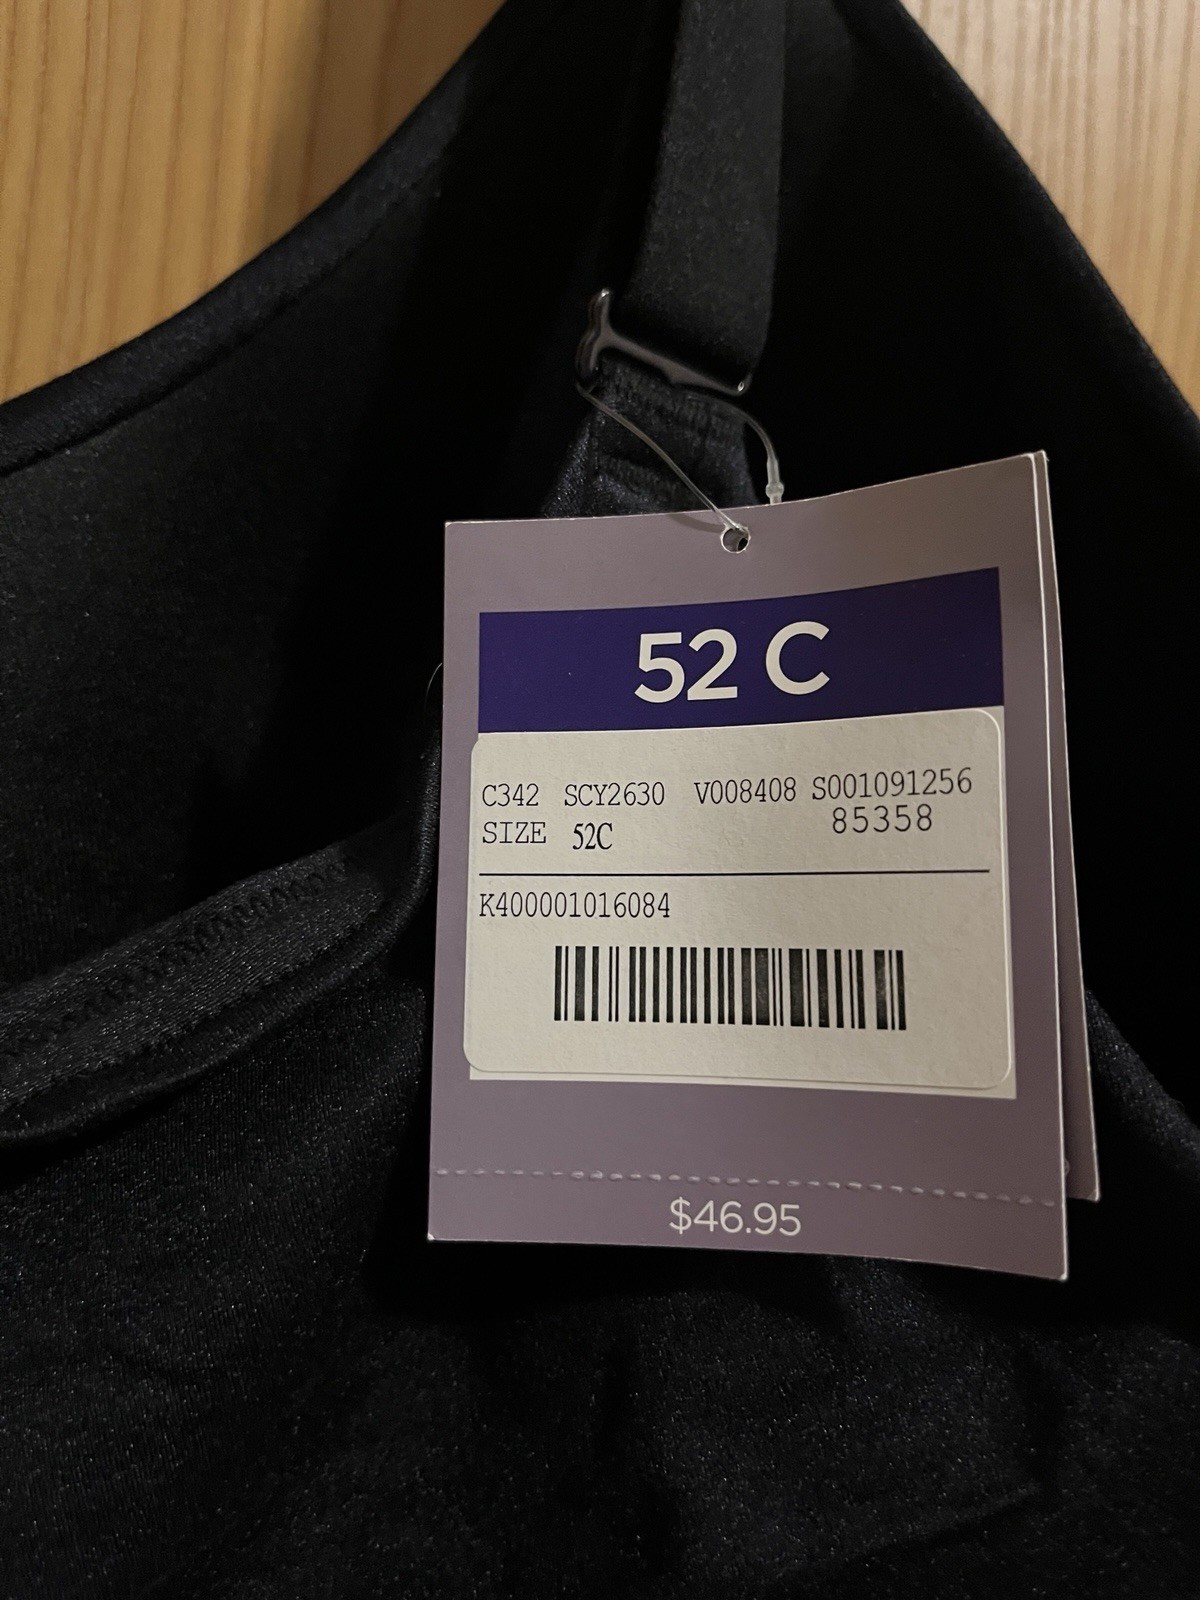 52 C
C342 SCY2630 V008408 S001091256
SIZE 52C 85358
K400001016084
$46.95